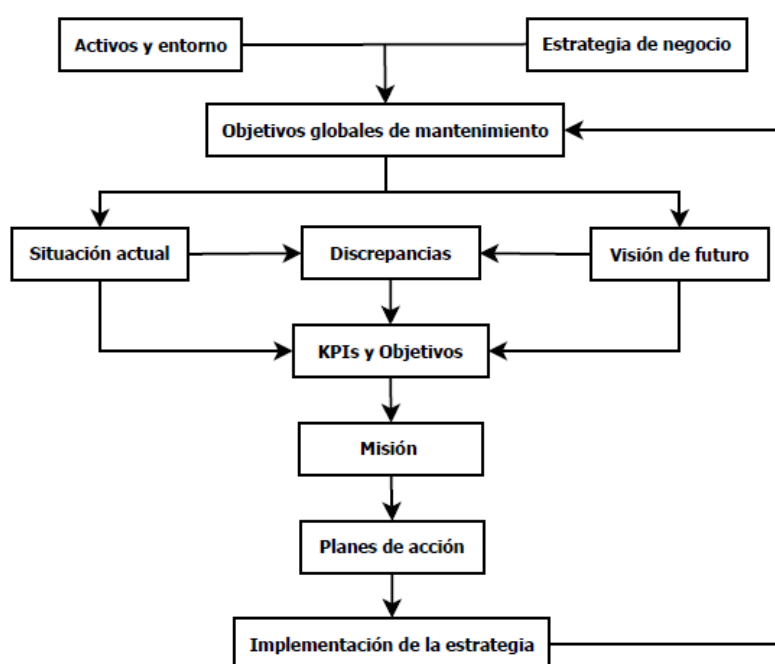 Activos y entorno
Estrategia de negocio
Objetivos globales de mantenimiento
Situación actual
Discrepancias
Visión de futuro
KPIs y Objetivos
Misión
Planes de acción
Implementación de la estrategia